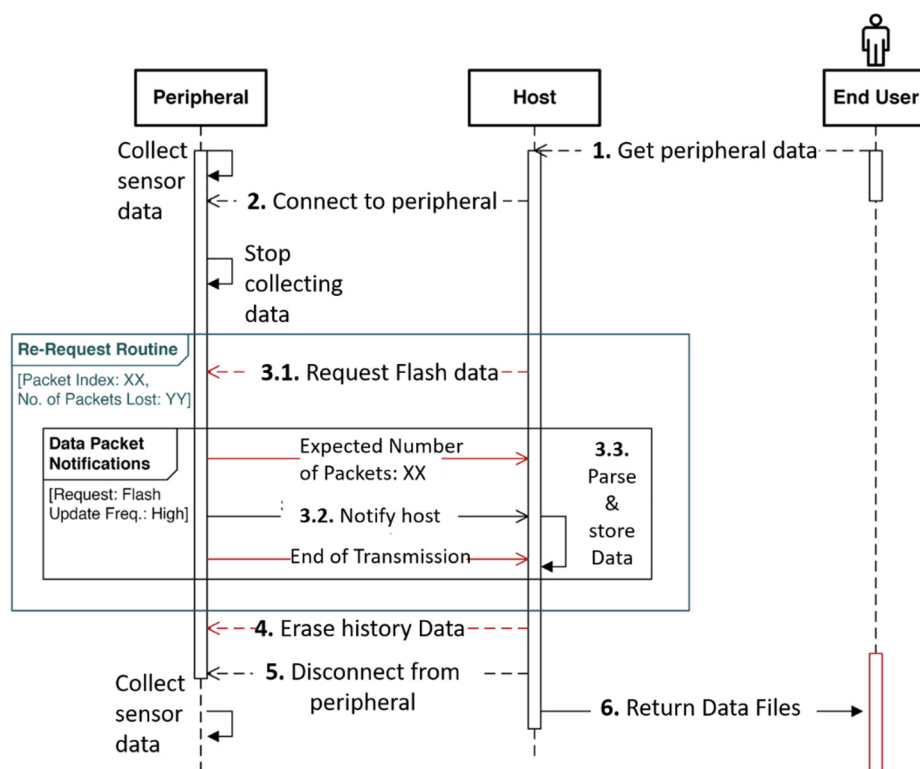 Peripheral
Host
End User
Collect
sensor
data
1. Get peripheral data
2. Connect to peripheral
Stop
collecting
data
Re-Request Routine
[Packet Index: XX,
No. of Packets Lost: YY]
3.1. Request Flash data
Data Packet
Notifications
[Request: Flash
Update Freq.: High]
Expected Number
of Packets: XX
3.2. Notify host
End of Transmission
3.3.
Parse
&
store
Data
4. Erase history Data
5. Disconnect from
peripheral
Collect
sensor
data
6. Return Data Files